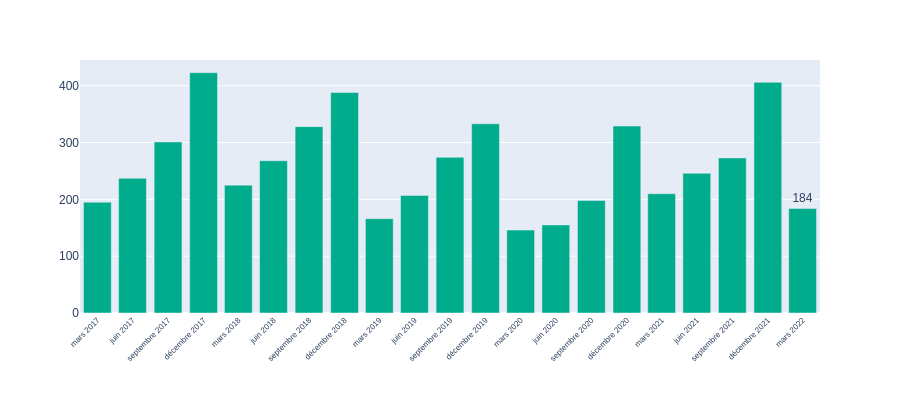 400
300
200
100
0
184
mars 2017
juin 2017
septembre 2017
décembre 2017
mars 2018
juin 2018
septembre 2018
décembre 2018
mars 2019
juin 2019
septembre 2019
décembre 2019
mars 2020
juin 2020
septembre 2020
décembre 2020
mars 2021
juin 2021
septembre 2021
décembre 2021
mars 2022